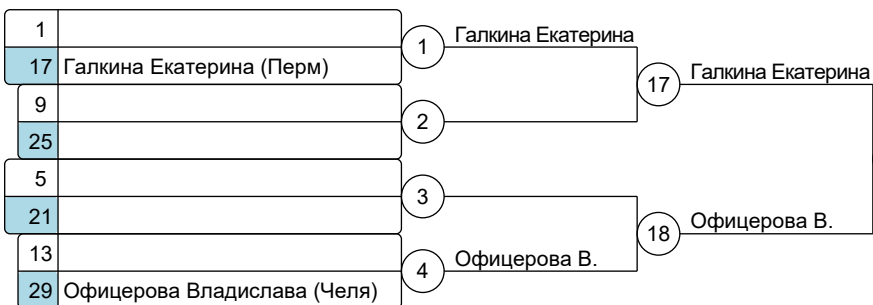 1
17 Галкина Екатерина (Перм)
1 Галкина Екатерина
9
25
2
17 Галкина Екатерина
5
21
3
13
29 Офицерова Владислава (Челя)
4 Офицерова В.
18 Офицерова В.